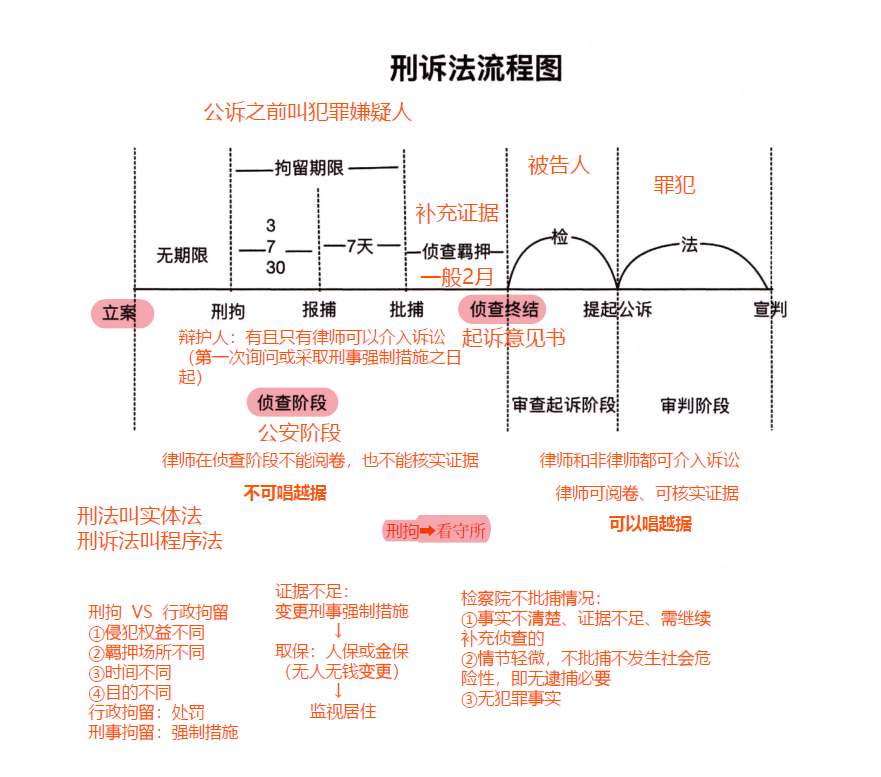 刑诉法流程图
公诉之前叫犯罪嫌疑人
拘留期限
被告人
罪犯
补充证据
3
7
30
7天
无期限
侦查羁押
一般2月
检
法
立案
刑拘
报捕
批捕
侦查终结
提起公诉
宣判
起诉意见书
辩护人：有且只有律师可以介入诉讼
（第一次询问或采取刑事强制措施之日
起）
侦查阶段
审查起诉阶段
审判阶段
公安阶段
律师在侦查阶段不能阅卷，也不能核实证据
律师和非律师都可介入诉讼
不可唱越据
律师可阅卷、可核实证据
可以唱越据
刑法叫实体法
刑诉法叫程序法
刑拘➡看守所
刑拘 VS 行政拘留
①侵犯权益不同
②羁押场所不同
③时间不同
④目的不同
行政拘留：处罚
刑事拘留：强制措施
证据不足：
变更刑事强制措施
↓
取保：人保或金保
（无人无钱变更）
↓
监视居住
检察院不批捕情况：
①事实不清楚、证据不足、需继续
补充侦查的
②情节轻微，不批捕不发生社会危
险性，即无逮捕必要
③无犯罪事实